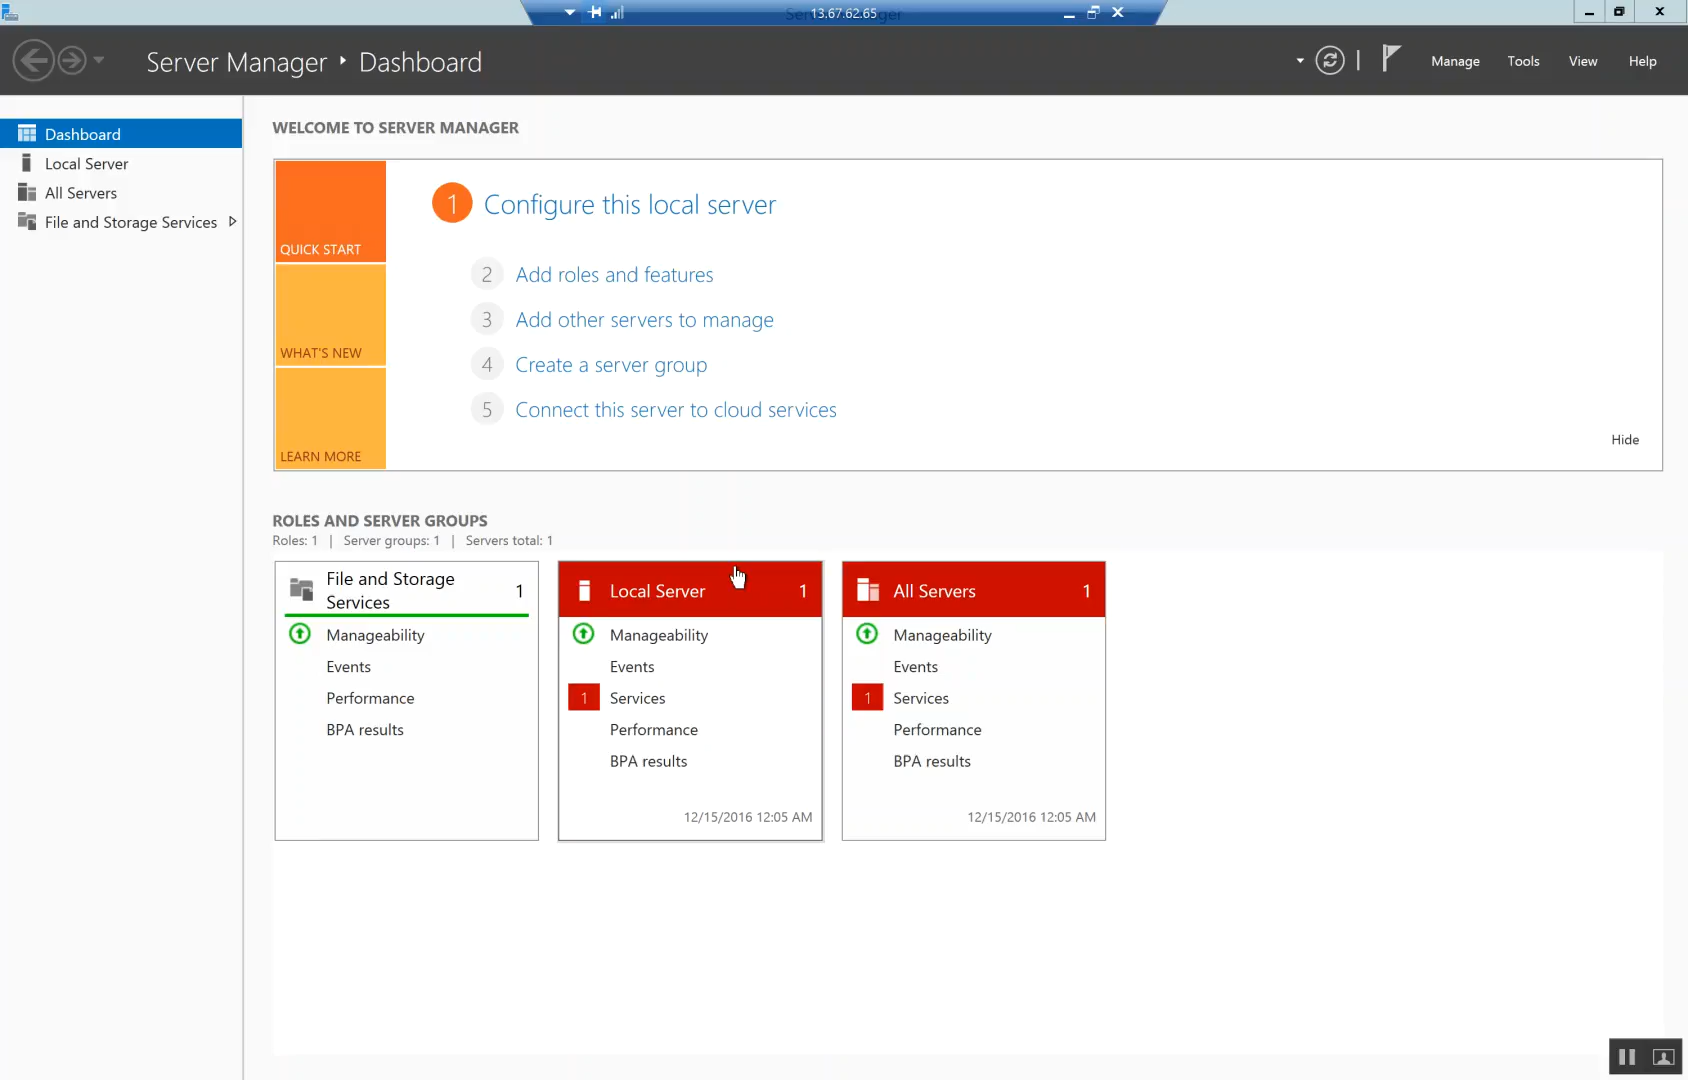 13.67.62.65
Server Manager Dashboard
Manage Tools View Help
Dashboard
Local Server
All Servers
File and Storage Services
WELCOME TO SERVER MANAGER
QUICK START
WHAT'S NEW
LEARN MORE
1 Configure this local server
2 Add roles and features
3 Add other servers to manage
4 Create a server group
5 Connect this server to cloud services
Hide
ROLES AND SERVER GROUPS
Roles: 1 | Server groups: 1 | Servers total: 1
File and Storage
Services 1
Manageability
Events
Performance
BPA results
Local Server 1
Manageability
Events
1 Services
Performance
BPA results
12/15/2016 12:05 AM
All Servers 1
Manageability
Events
1 Services
Performance
BPA results
12/15/2016 12:05 AM